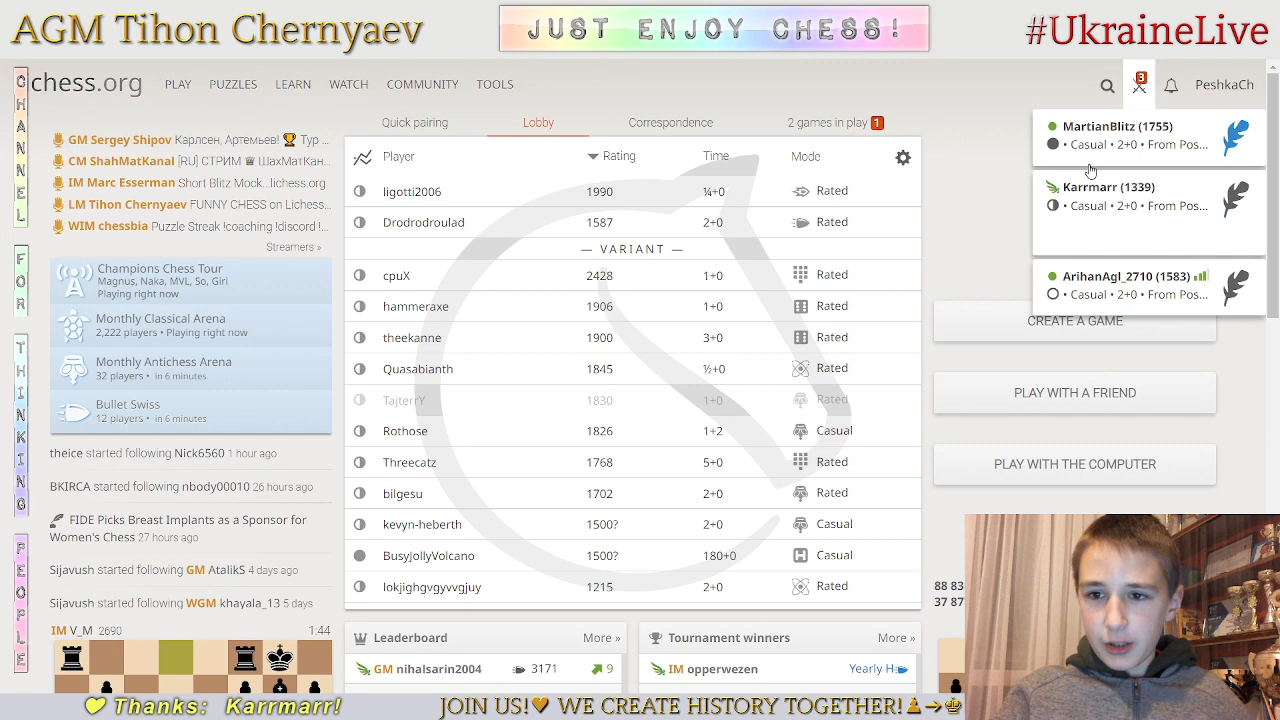 AGM Tihon Chernyaev
JUST ENJOY CHESS!
#UkraineLive
CHANNEL
FOR
THINKING
PEOPLE
chess.org
PLAY
PUZZLES
LEARN
WATCH
COMMUNITY
TOOLS
3
PeshkaCh
GM Sergey Shipov Карлсен, Артемьев! 🏆 Тур ...
CM ShahMatKanal [RU] СТРИМ ♛ ШахМатКан...
IM Marc Esserman Short Blitz Mock...lichess.org
LM Tihon Chernyaev FUNNY CHESS on Lichess...
WIM chessbia Puzzle Streak !coaching !discord !...
Streamers »
Champions Chess Tour
Magnus, Naka, MVL, So, Giri
Playing right now
Monthly Classical Arena
2,222 players • Playing right now
Monthly Antichess Arena
32 players • in 6 minutes
Bullet Swiss
12 players • in 6 minutes
theice started following Nick6560 1 hour ago
BKIRCA started following nbody00010 26 hours ago
FIDE Picks Breast Implants as a Sponsor for
Women's Chess 27 hours ago
Sijavush started following GM AtalikS 4 days ago
Sijavush started following WGM khayala_13 5 days
IM V_M 2690 1:44
Quick pairing
Lobby
Correspondence
2 games in play 1
Player Rating Time Mode
ligotti2006 1990 ¼+0 Rated
Drodrodroulad 1587 2+0 Rated
— VARIANT —
cpuX 2428 1+0 Rated
hammeraxe 1906 1+0 Rated
theekanne 1900 3+0 Rated
Quasabianth 1845 ½+0 Rated
TajterrY 1830 1+0 Rated
Rothose 1826 1+2 Casual
Threecatz 1768 5+0 Rated
bilgesu 1702 2+0 Rated
kevyn-heberth 1500? 2+0 Casual
BusyJollyVolcano 1500? 180+0 Casual
lokijghgvgyvvgjuy 1215 2+0 Rated
Leaderboard More »
GM nihalsarin2004 3171 9
Tournament winners More »
IM opperwezen Yearly H
MartianBlitz (1755)
• Casual • 2+0 • From Pos...
Karrmarr (1339)
• Casual • 2+0 • From Pos...
ArihanAgl_2710 (1583)
• Casual • 2+0 • From Pos...
CREATE A GAME
PLAY WITH A FRIEND
PLAY WITH THE COMPUTER
88 83
37 87
Thanks: Karrmarr!
JOIN US!♥ WE CREATE HISTORY TOGETHER!♟→♚